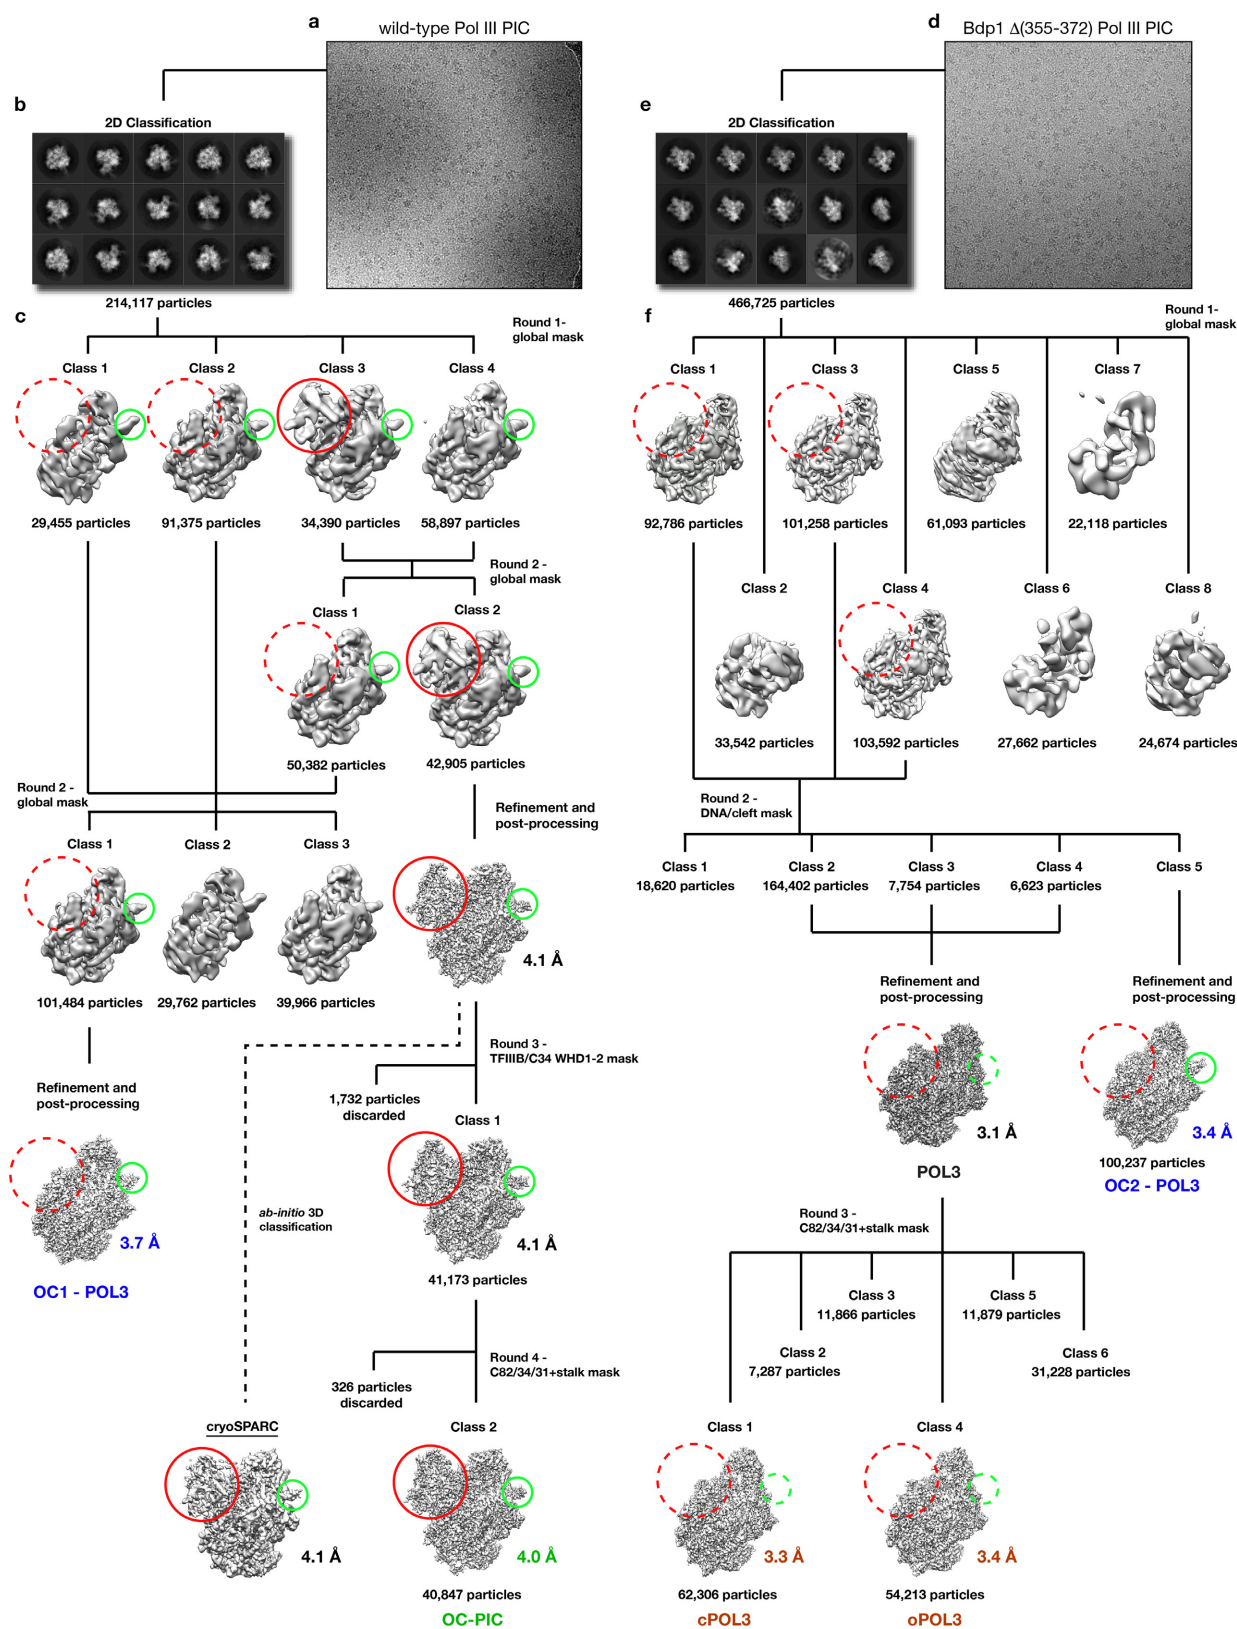 a
wild-type Pol III PIC
d
Bdp1 Δ(355-372) Pol III PIC
b
2D Classification
214,117 particles
e
2D Classification
466,725 particles
c
Round 1-
global mask
Class 1
Class 2
Class 3
Class 4
29,455 particles
91,375 particles
34,390 particles
58,897 particles
Round 2 -
global mask
Class 1
Class 2
50,382 particles
42,905 particles
Round 2 -
global mask
Class 1
Class 2
Class 3
101,484 particles
29,762 particles
39,966 particles
Refinement and
post-processing
4.1 Å
Refinement and
post-processing
3.7 Å
OC1 - POL3
Round 3 -
TFIIIB/C34 WHD1-2 mask
1,732 particles
discarded
Class 1
4.1 Å
41,173 particles
ab-initio 3D
classification
Round 4 -
C82/34/31+stalk mask
326 particles
discarded
cryoSPARC
4.1 Å
Class 2
4.0 Å
40,847 particles
OC-PIC
f
Round 1-
global mask
Class 1
Class 3
Class 5
Class 7
92,786 particles
101,258 particles
61,093 particles
22,118 particles
Class 2
Class 4
Class 6
Class 8
33,542 particles
103,592 particles
27,662 particles
24,674 particles
Round 2 -
DNA/cleft mask
Class 1
18,620 particles
Class 2
164,402 particles
Class 3
7,754 particles
Class 4
6,623 particles
Class 5
Refinement and
post-processing
3.1 Å
POL3
Refinement and
post-processing
3.4 Å
100,237 particles
OC2 - POL3
Round 3 -
C82/34/31+stalk mask
Class 3
11,866 particles
Class 5
11,879 particles
Class 2
7,287 particles
Class 6
31,228 particles
Class 1
3.3 Å
62,306 particles
cPOL3
Class 4
3.4 Å
54,213 particles
oPOL3